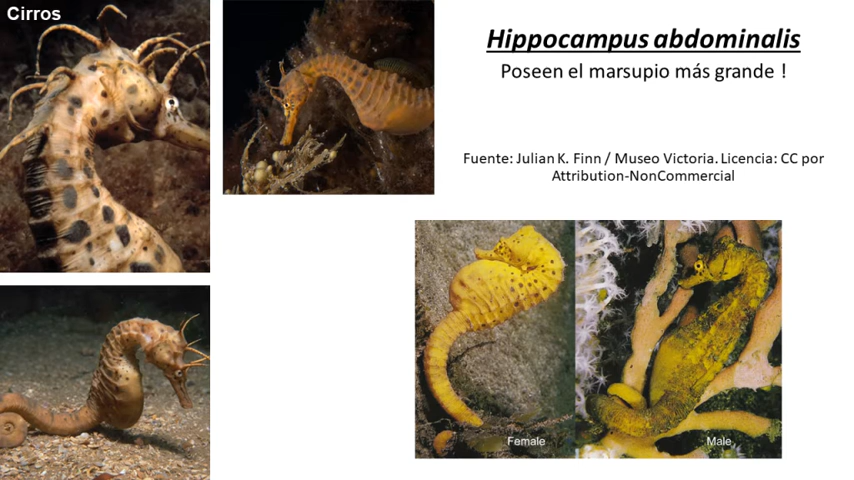 Cirros
Hippocampus abdominalis
Poseen el marsupio más grande !
Fuente: Julian K. Finn / Museo Victoria. Licencia: CC por
Attribution-NonCommercial
Female
Male